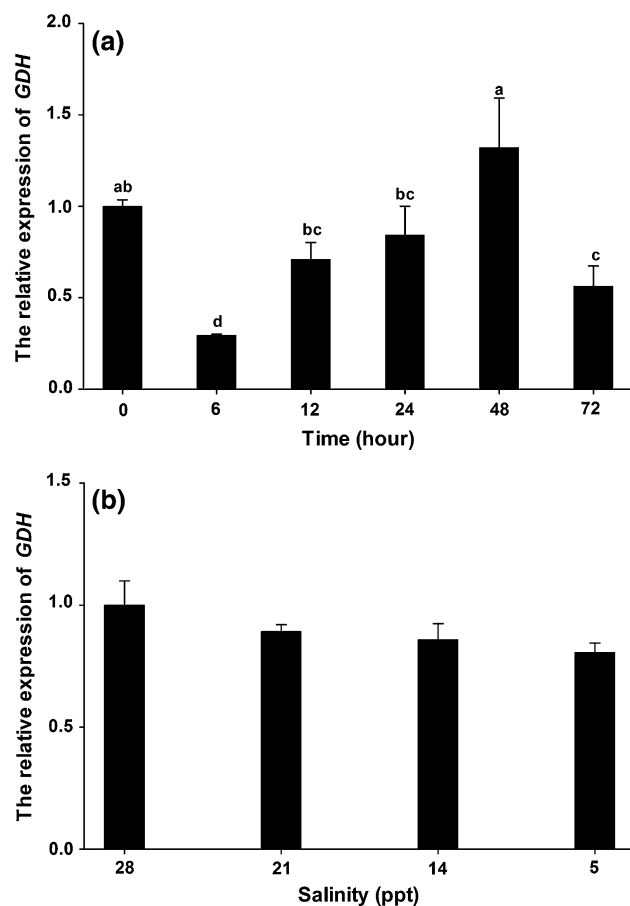 (a)
The relative expression of GDH
2.0
1.5
1.0
0.5
0.0
ab
d
bc
bc
a
c
0 6 12 24 48 72
Time (hour)
(b)
The relative expression of GDH
1.5
1.0
0.5
0.0
28 21 14 5
Salinity (ppt)